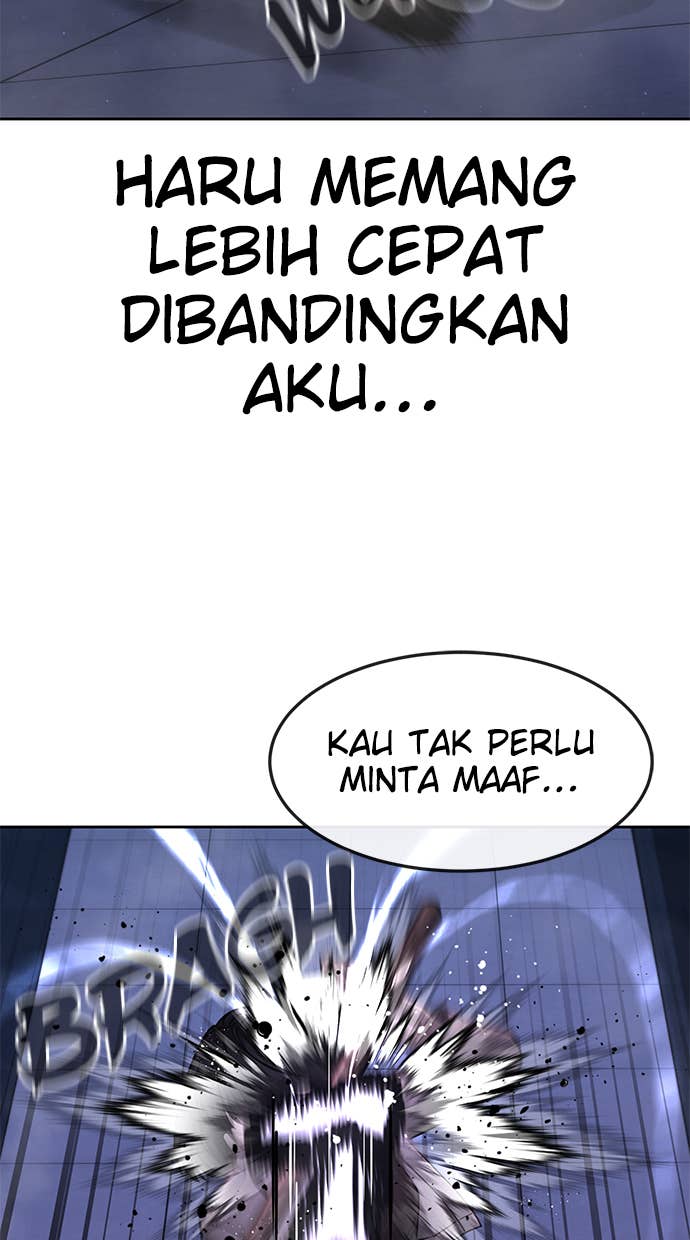 HARU MEMANG
LEBIH CEPAT
DIBANDINGKAN
AKU...
KAU TAK PERLU
MINTA MAAF...
BRAGH